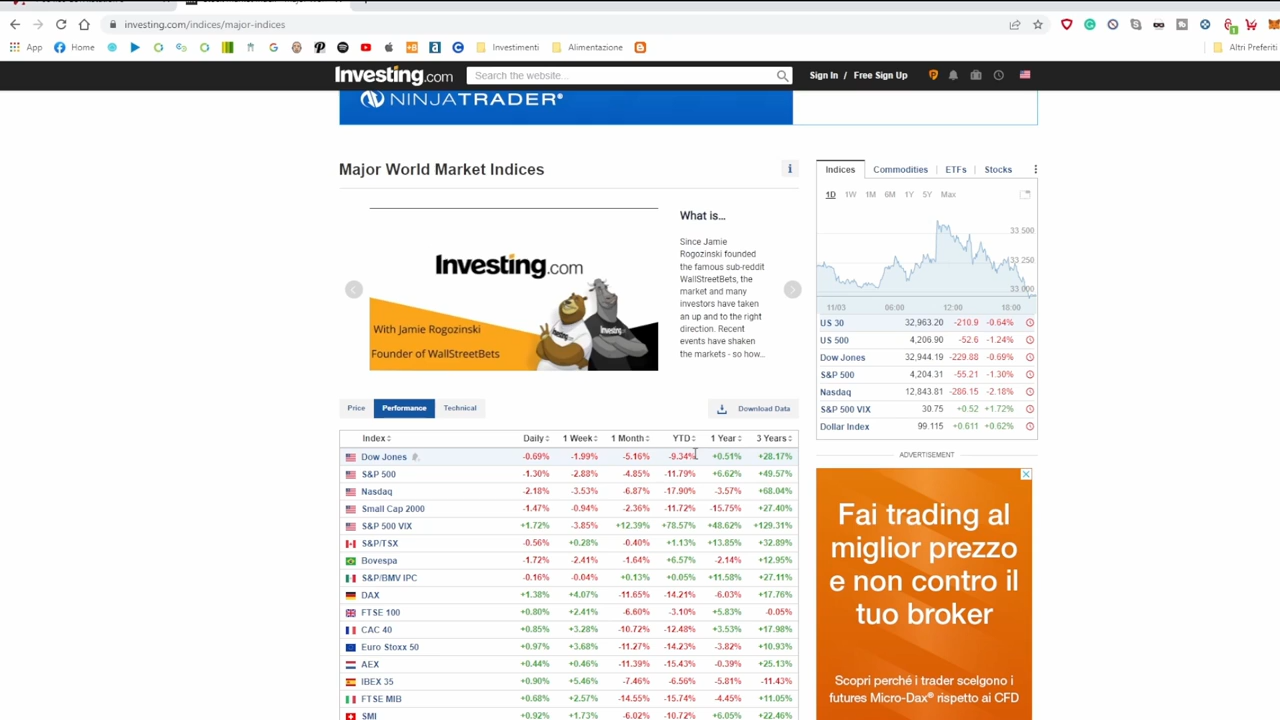 investing.com/indices/major-indices
App
Home
Investimenti
Alimentazione
Altri Preferiti
Investing.com
Search the website...
Sign In / Free Sign Up
NINJATRADER
Major World Market Indices
i
Investing.com
With Jamie Rogozinski
Founder of WallStreetBets
What is...
Since Jamie
Rogozinski founded
the famous sub-reddit
WallStreetBets, the
market and many
investors have taken
an up and to the right
direction. Recent
events have shaken
the markets - so how...
Price Performance Technical
Download Data
Index Daily 1 Week 1 Month YTD 1 Year 3 Years
Dow Jones -0.69% -1.99% -5.16% -9.34% +0.51% +28.17%
S&P 500 -1.30% -2.88% -4.85% -11.79% +6.62% +49.57%
Nasdaq -2.18% -3.53% -6.87% -17.90% -3.57% +68.04%
Small Cap 2000 -1.47% -0.94% -2.36% -11.72% -15.75% +27.40%
S&P 500 VIX +1.72% -3.85% +12.39% +78.57% +48.62% +129.31%
S&P/TSX -0.56% +0.28% -0.40% +1.13% +13.85% +32.89%
Bovespa -1.72% -2.41% -1.64% +6.57% -2.14% +12.95%
S&P/BMV IPC -0.16% -0.04% +0.13% +0.05% +11.58% +27.11%
DAX +1.38% +4.07% -11.65% -14.21% -6.03% +17.76%
FTSE 100 +0.80% +2.41% -6.60% -3.10% +5.83% -0.05%
CAC 40 +0.85% +3.28% -10.72% -12.48% +3.53% +17.98%
Euro Stoxx 50 +0.97% +3.68% -11.27% -14.23% -3.82% +10.93%
AEX +0.44% +0.46% -11.39% -15.43% -0.39% +25.13%
IBEX 35 +0.90% +5.46% -7.46% -6.56% -5.81% -11.43%
FTSE MIB +0.68% +2.57% -14.55% -15.74% -4.45% +11.05%
SMI +0.92% +1.73% -6.02% -10.72% +6.05% +22.46%
Indices Commodities ETFs Stocks
1D 1W 1M 6M 1Y 5Y Max
33 500
33 250
33 000
11/03 06:00 12:00 18:00
US 30 32,963.20 -210.9 -0.64%
US 500 4,206.90 -52.6 -1.24%
Dow Jones 32,944.19 -229.88 -0.69%
S&P 500 4,204.31 -55.21 -1.30%
Nasdaq 12,843.81 -286.15 -2.18%
S&P 500 VIX 30.75 +0.52 +1.72%
Dollar Index 99.115 +0.611 +0.62%
ADVERTISEMENT
Fai trading al
miglior prezzo
e non contro il
tuo broker
Scopri perché i trader scelgono i
futures Micro-Dax® rispetto ai CFD